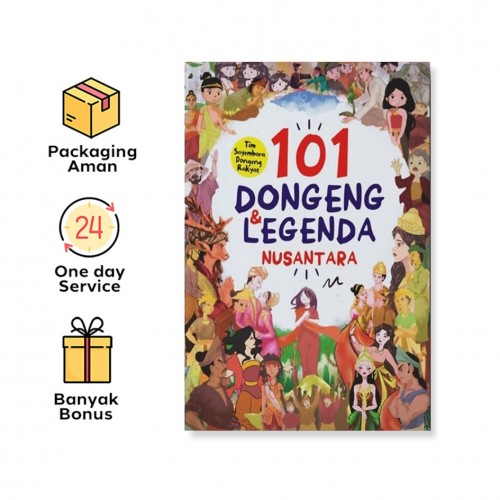 Packaging
Aman
24
One day
Service
Banyak
Bonus
Tim
Sayembara
Dongeng
Rakyat
101
DONGENG
& LEGENDA
NUSANTARA